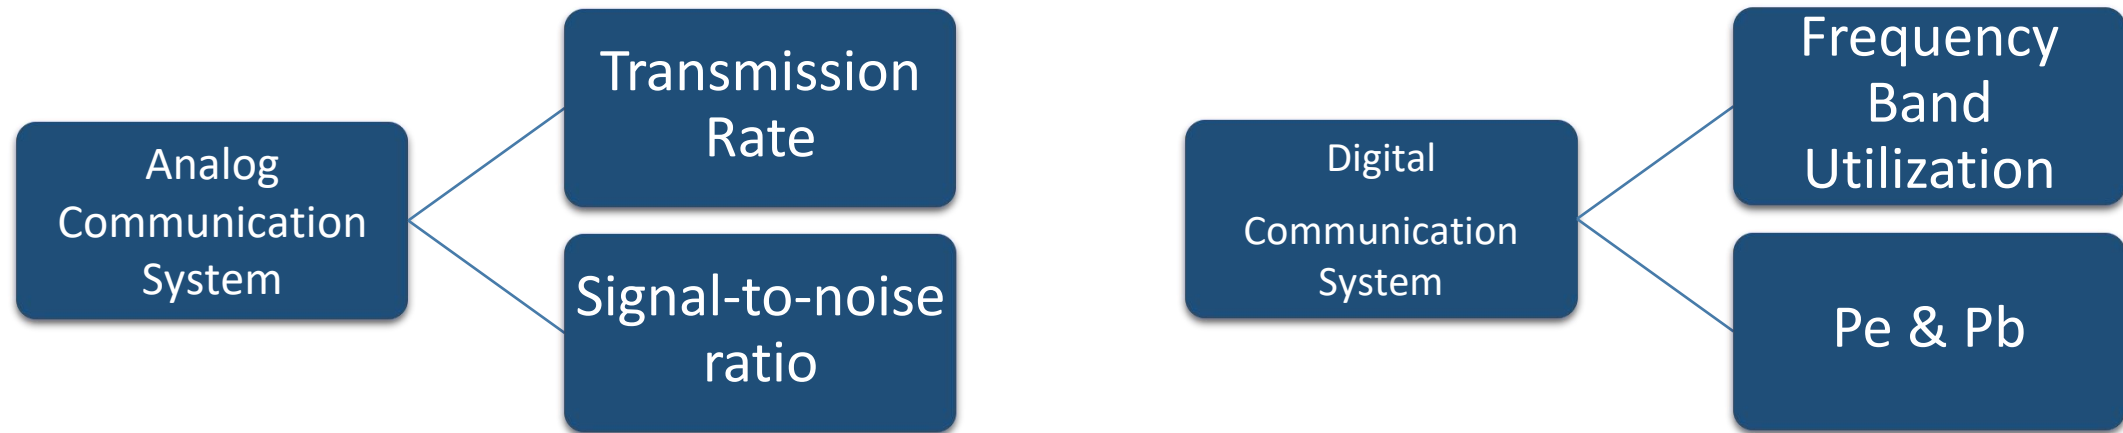 Analog
Communication
System
Transmission
Rate
Signal-to-noise
ratio
Digital
Communication
System
Frequency
Band
Utilization
Pe & Pb